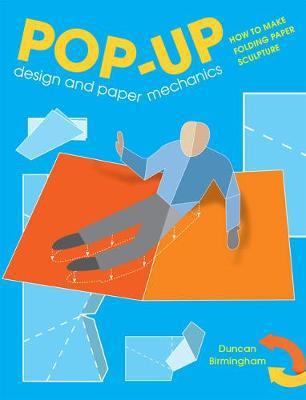 POP-UP
design and paper mechanics
HOW TO MAKE
FOLDING PAPER
SCULPTURE
Duncan
Birmingham